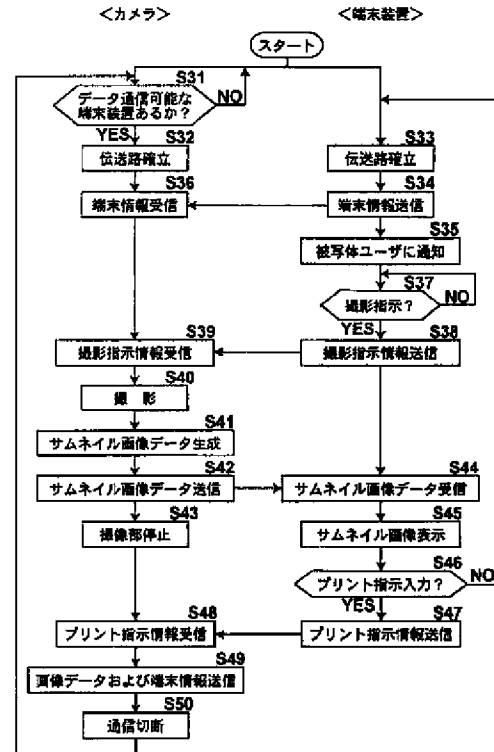 ＜カメラ＞
＜端末装置＞
スタート
S31
データ通信可能な
端末装置あるか？
NO
YES
S32
伝送路確立
S33
伝送路確立
S36
端末情報受信
S34
端末情報送信
S35
被写体ユーザに通知
S37
撮影指示？
NO
YES
S39
撮影指示情報受信
S38
撮影指示情報送信
S40
撮 影
S41
サムネイル画像データ生成
S42
サムネイル画像データ送信
S44
サムネイル画像データ受信
S43
撮像部停止
S45
サムネイル画像表示
S46
プリント指示入力？
NO
YES
S48
プリント指示情報受信
S47
プリント指示情報送信
S49
画像データおよび端末情報送信
S50
通信切断